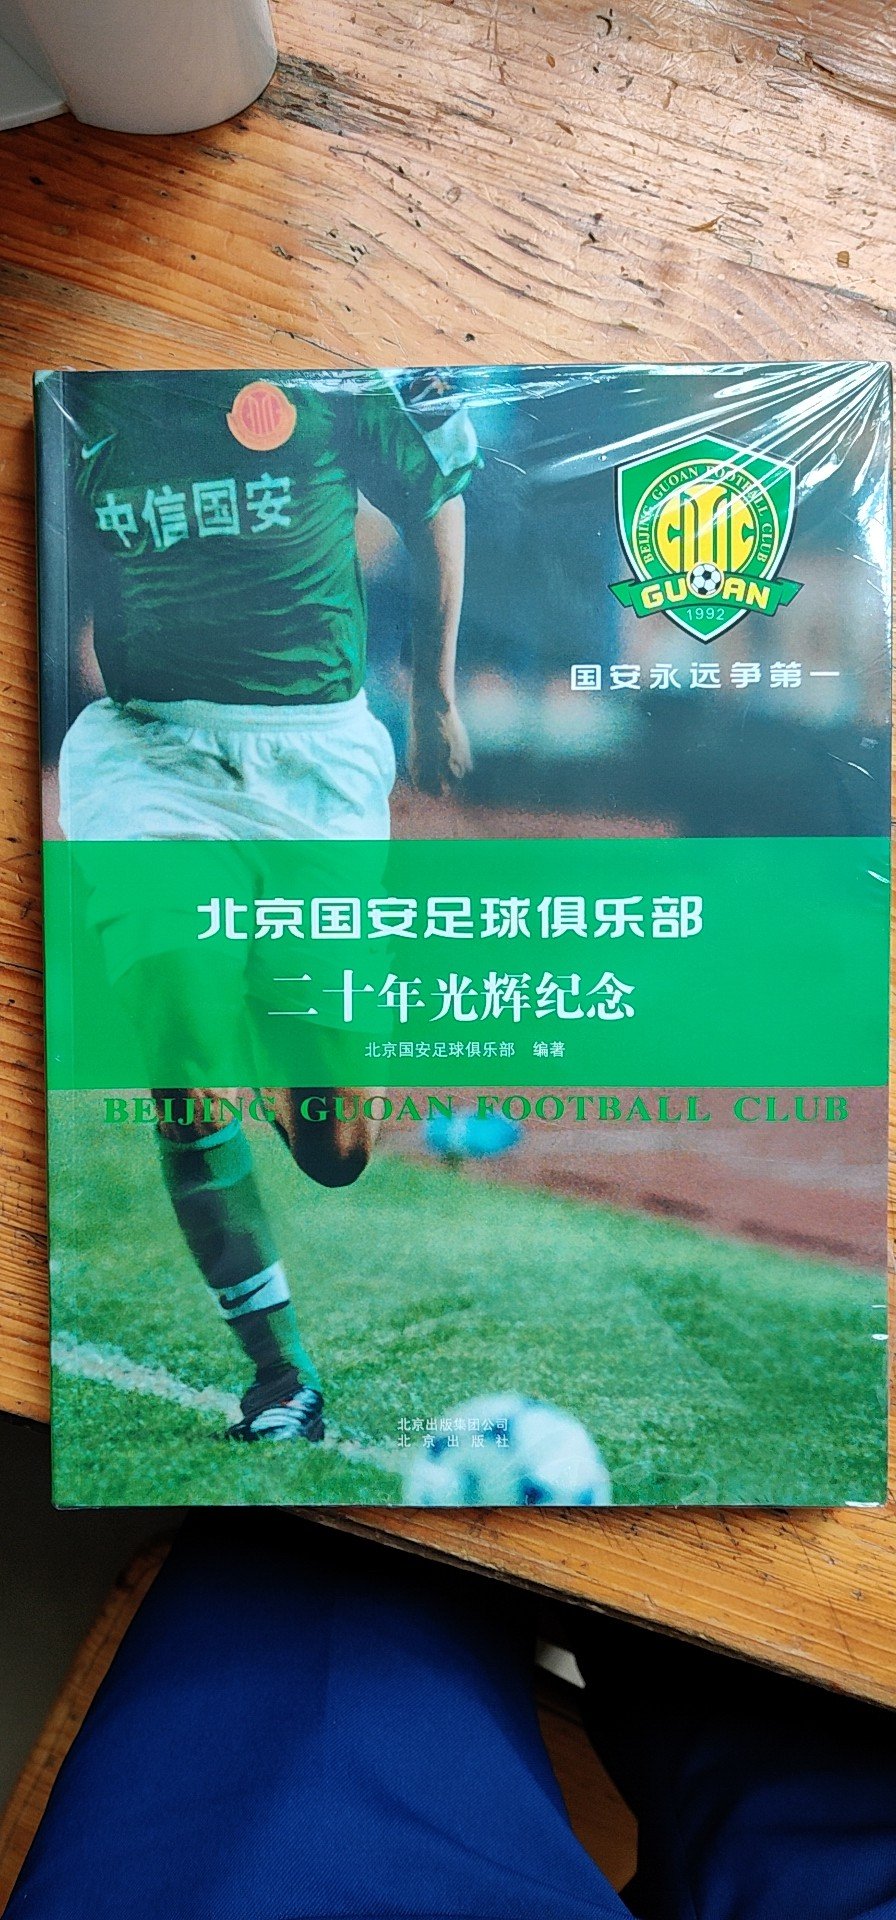 中信国安
BEIJING GUOAN FOOTBALL CLUB
CITIC
GUOAN
1992
国安永远争第一
北京国安足球俱乐部
二十年光辉纪念
北京国安足球俱乐部 编著
BEIJING GUOAN FOOTBALL CLUB
北京出版集团公司
北京出版社